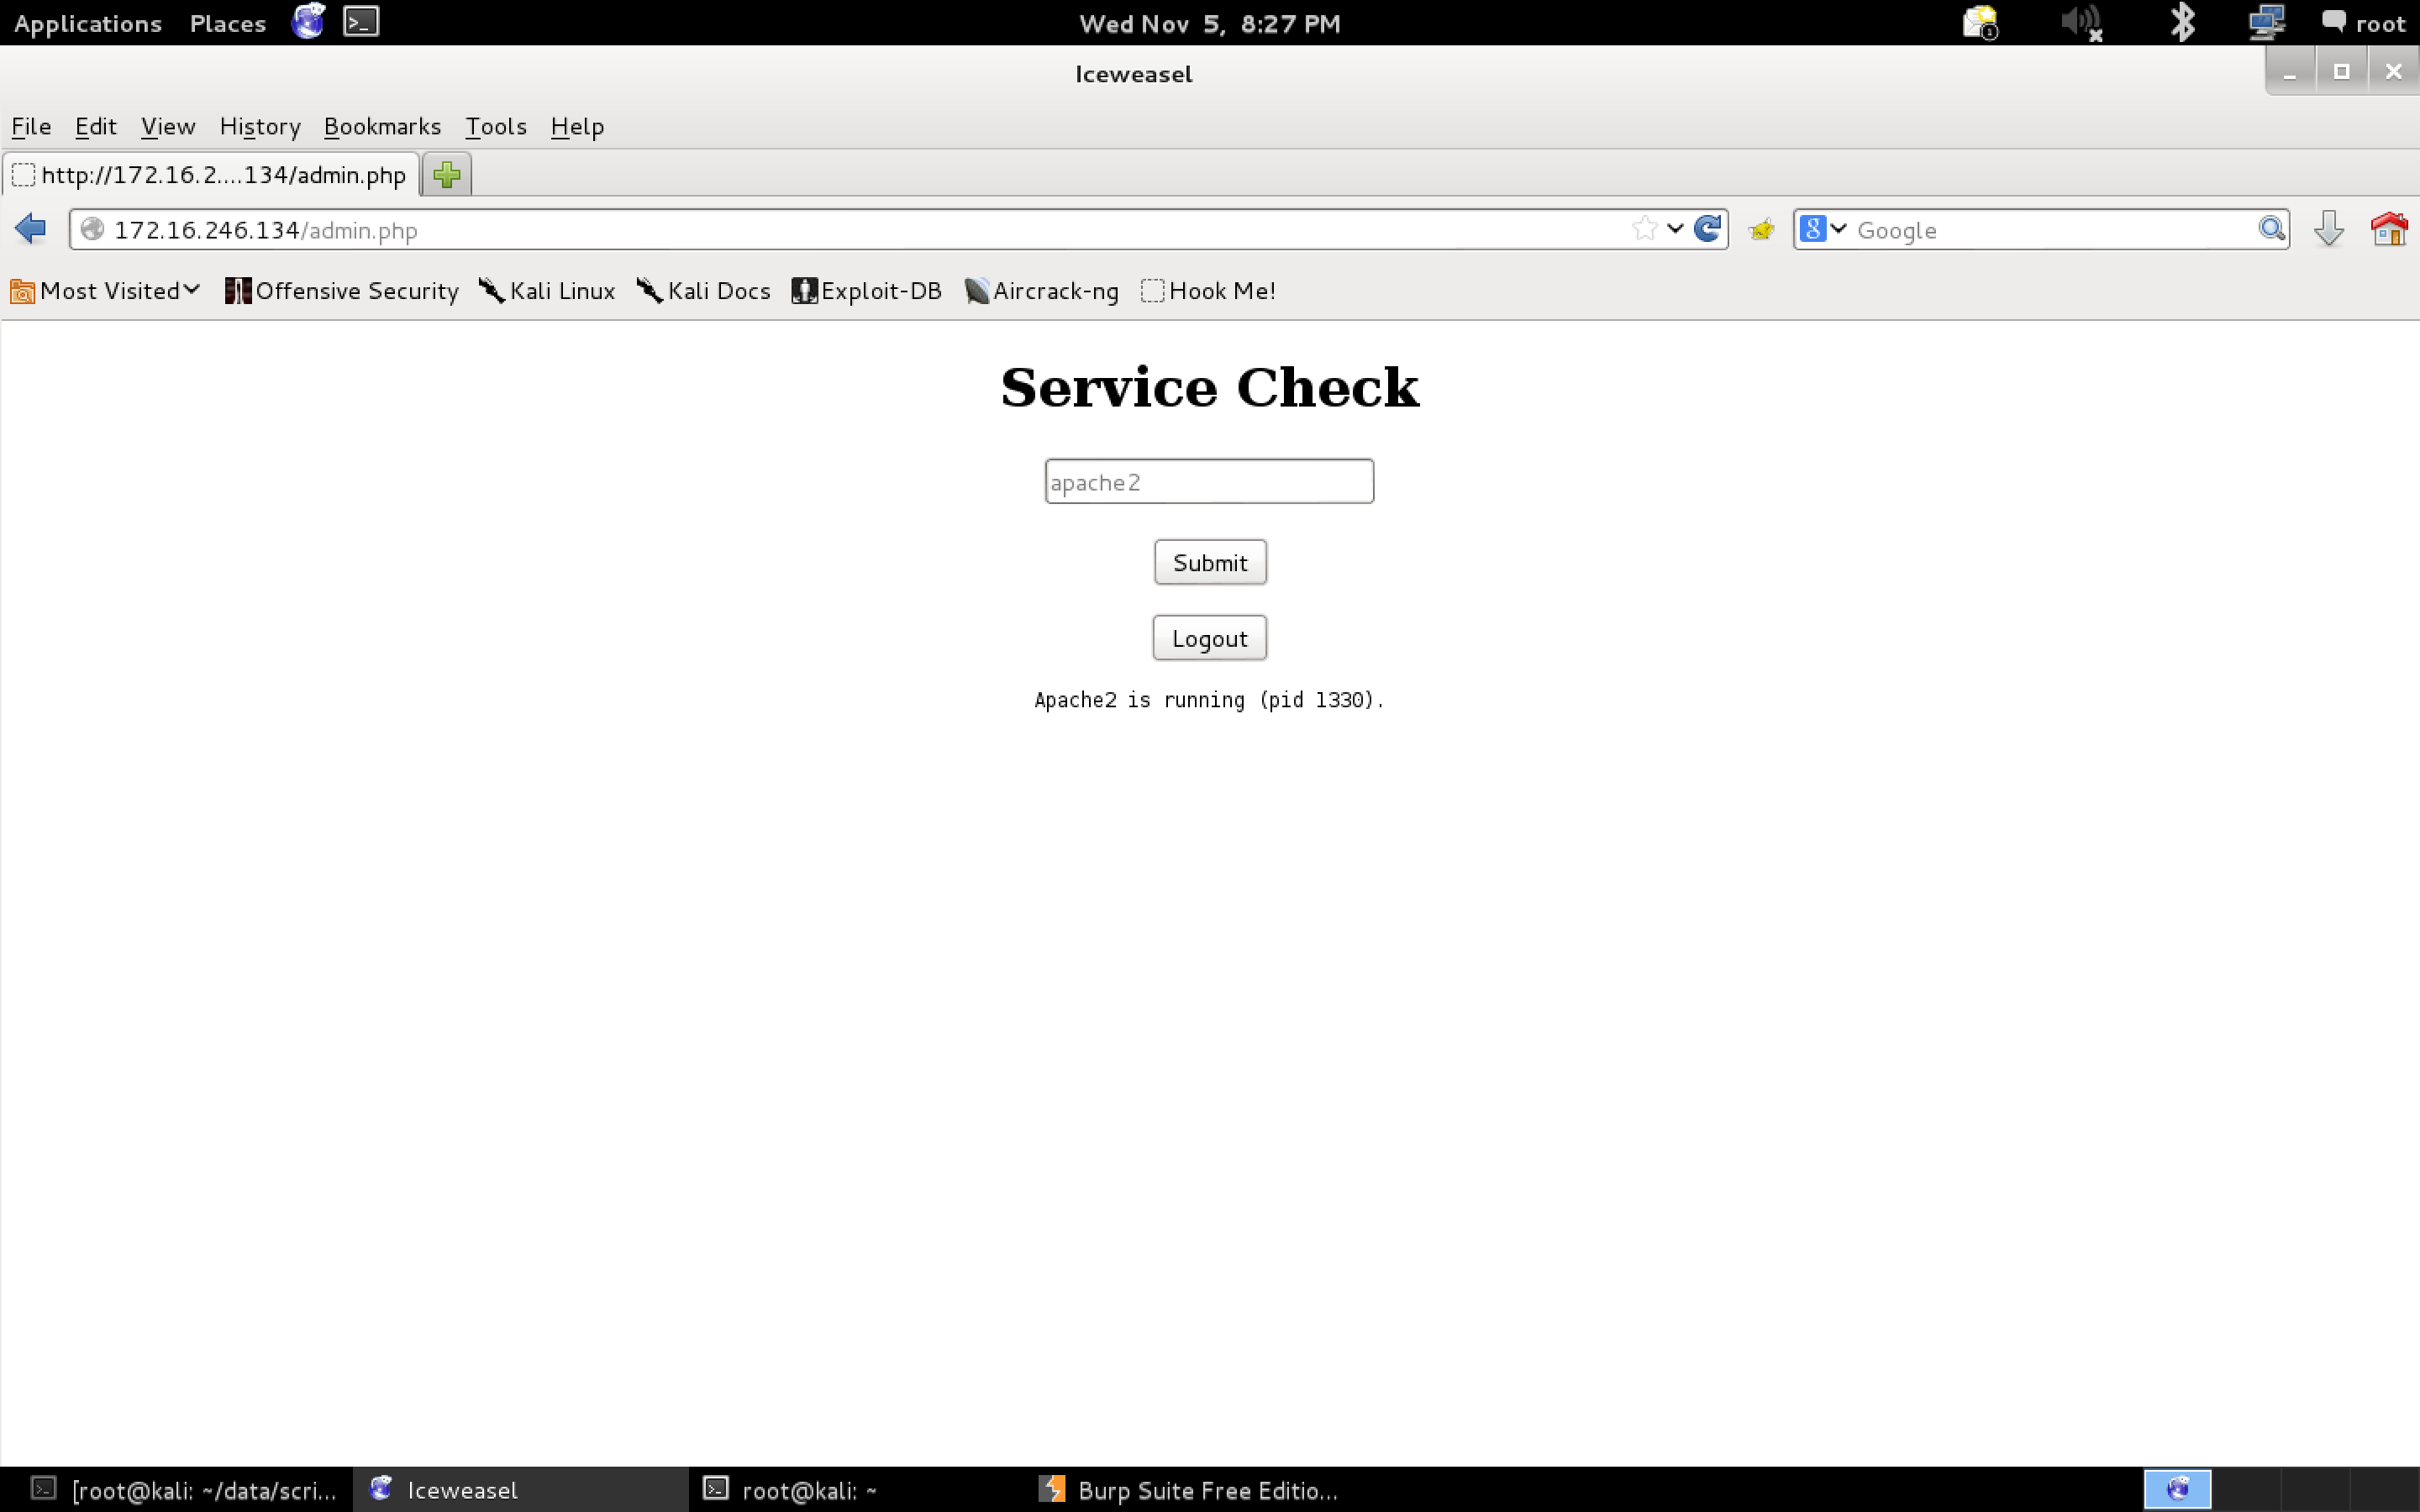 Applications Places Wed Nov 5, 8:27 PM root
Iceweasel
File Edit View History Bookmarks Tools Help
http://172.16.2....134/admin.php
172.16.246.134/admin.php 8 Google
Most Visited Offensive Security Kali Linux Kali Docs Exploit-DB Aircrack-ng Hook Me!
Service Check
apache2
Submit
Logout
Apache2 is running (pid 1330).
[root@kali: ~/data/scri... Iceweasel root@kali: ~ Burp Suite Free Editio...